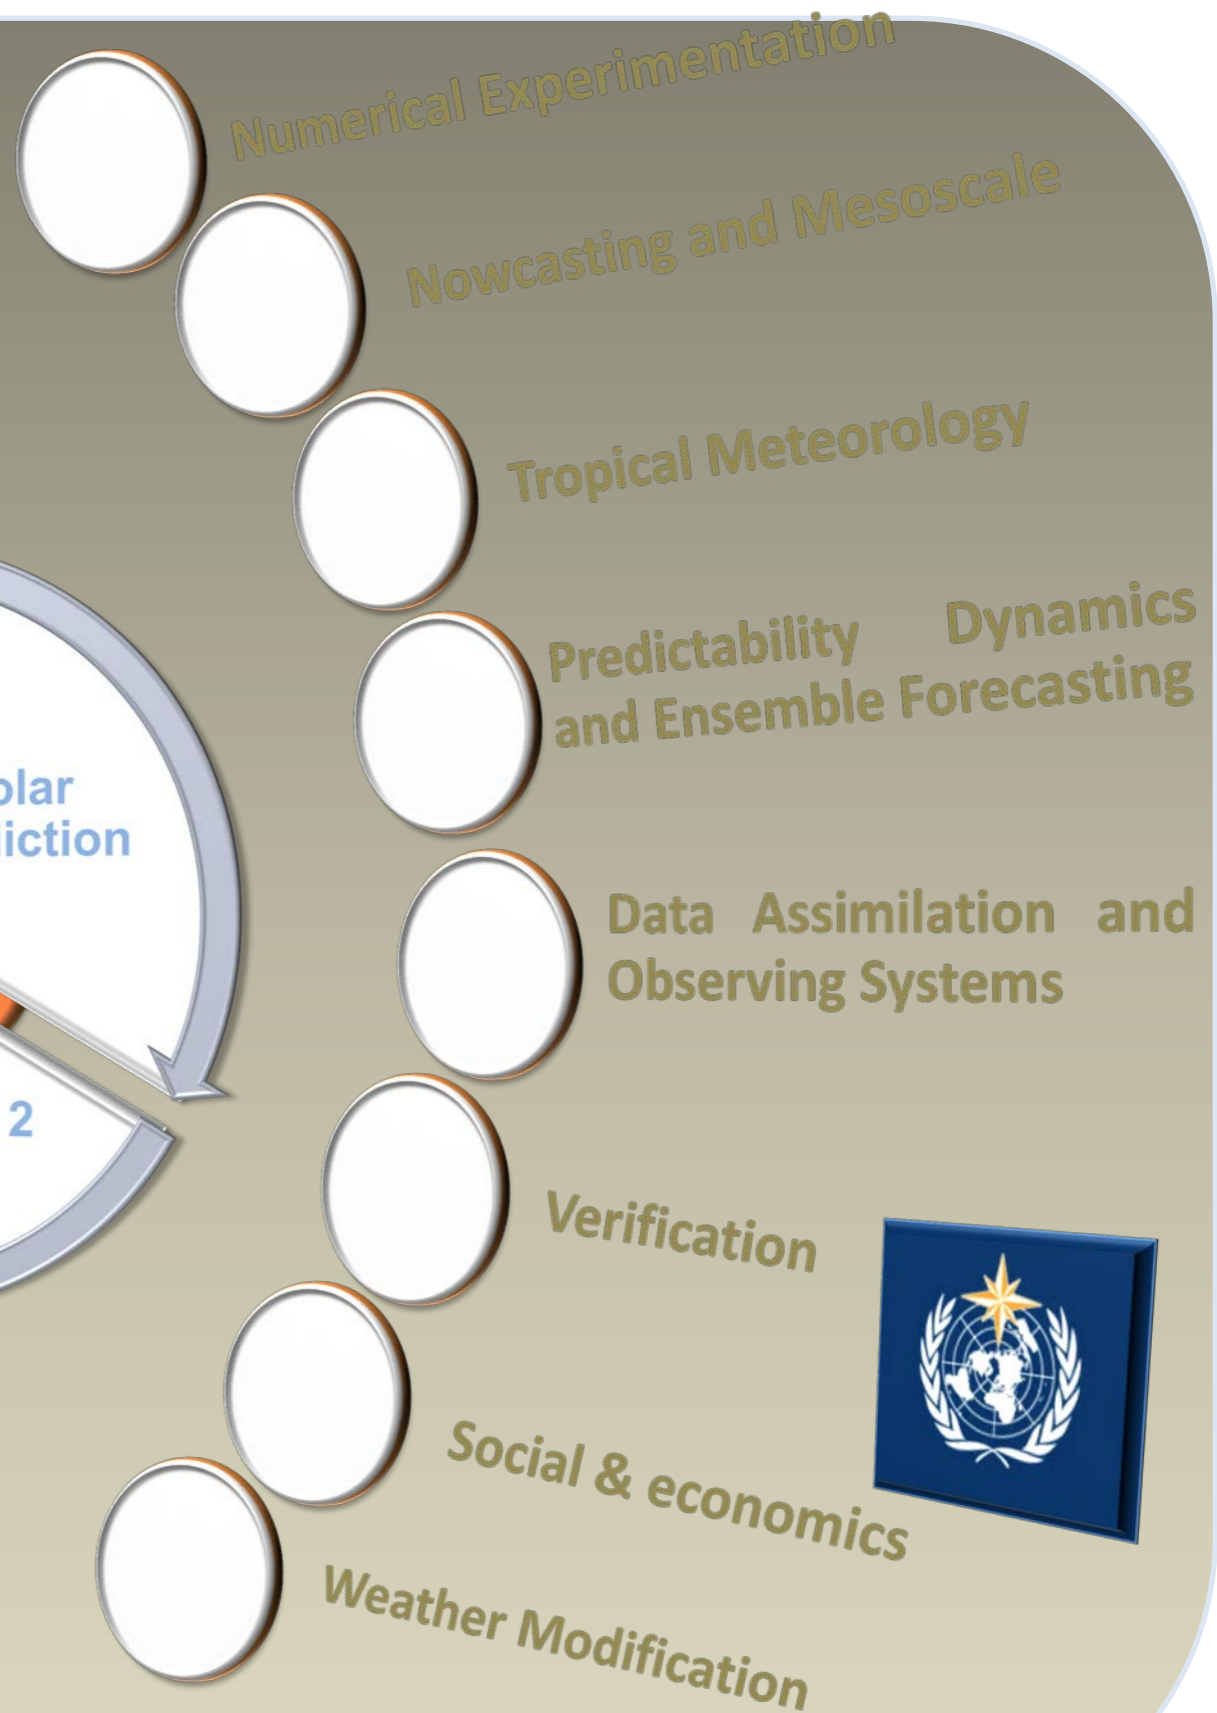 Numerical Experimentation
Nowcasting and Mesoscale
Tropical Meteorology
Predictability Dynamics
and Ensemble Forecasting
olar
liction
Data Assimilation and
Observing Systems
2
Verification
Social & economics
Weather Modification